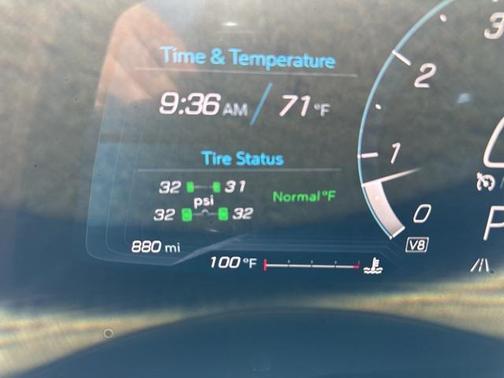 Time & Temperature
9:36 AM / 71 °F
Tire Status
32 31
psi
Normal °F
32 32
880 mi
100 °F
3
2
1
0
V8
P